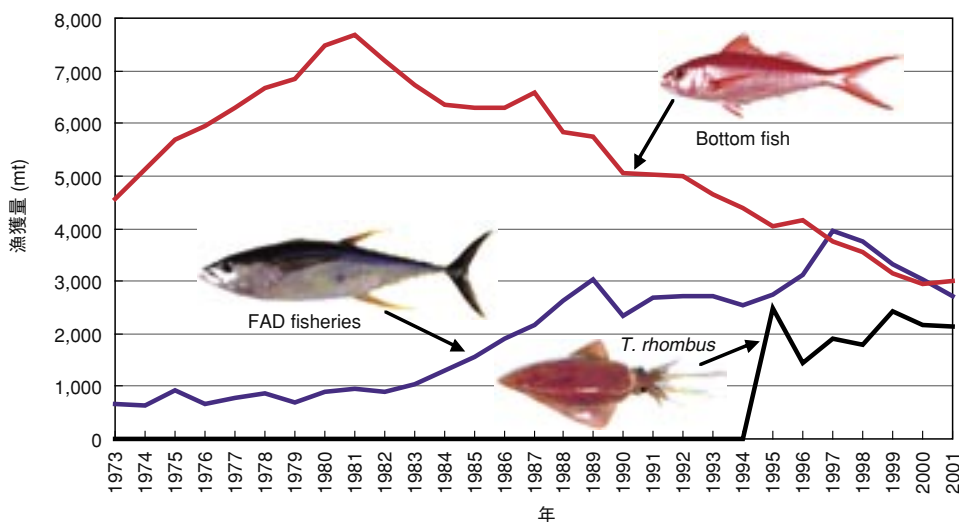 8,000
7,000
6,000
5,000
4,000
3,000
2,000
1,000
0
漁獲量 (mt)
Bottom fish
FAD fisheries
T. rhombus
1973 1974 1975 1976 1977 1978 1979 1980 1981 1982 1983 1984 1985 1986 1987 1988 1989 1990 1991 1992 1993 1994 1995 1996 1997 1998 1999 2000 2001
年